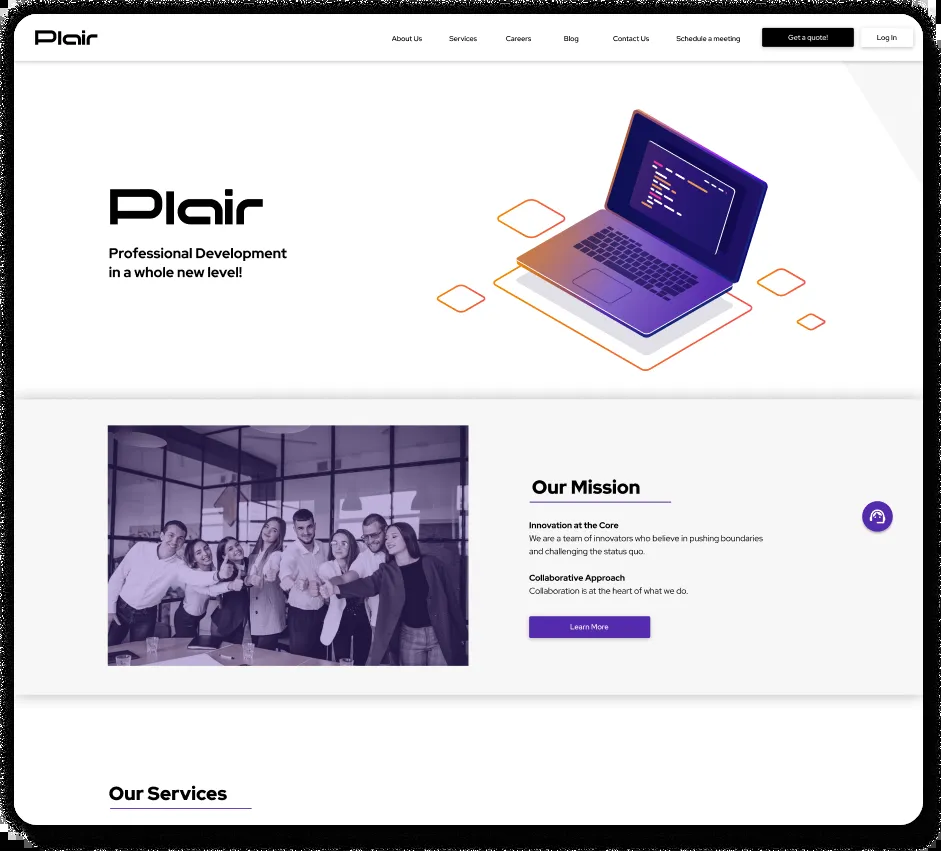 Plair
About Us Services Careers Blog Contact Us Schedule a meeting Get a quote! Log In
Plair
Professional Development
in a whole new level!
Our Mission
Innovation at the Core
We are a team of innovators who believe in pushing boundaries
and challenging the status quo.
Collaborative Approach
Collaboration is at the heart of what we do.
Learn More
Our Services